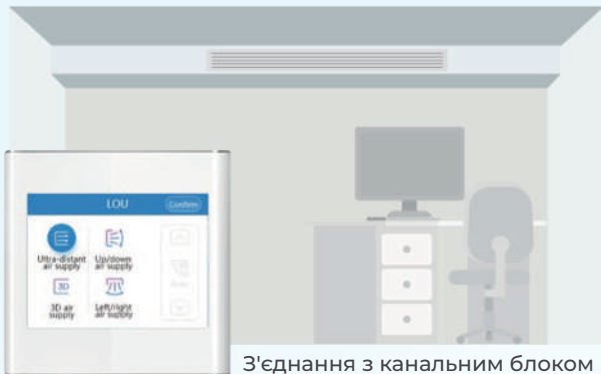 LOU
Confirm
Ultra-distant
air supply
Up/down
air supply
3D
3D air
supply
Left/right
air supply
З'єднання з канальним блоком